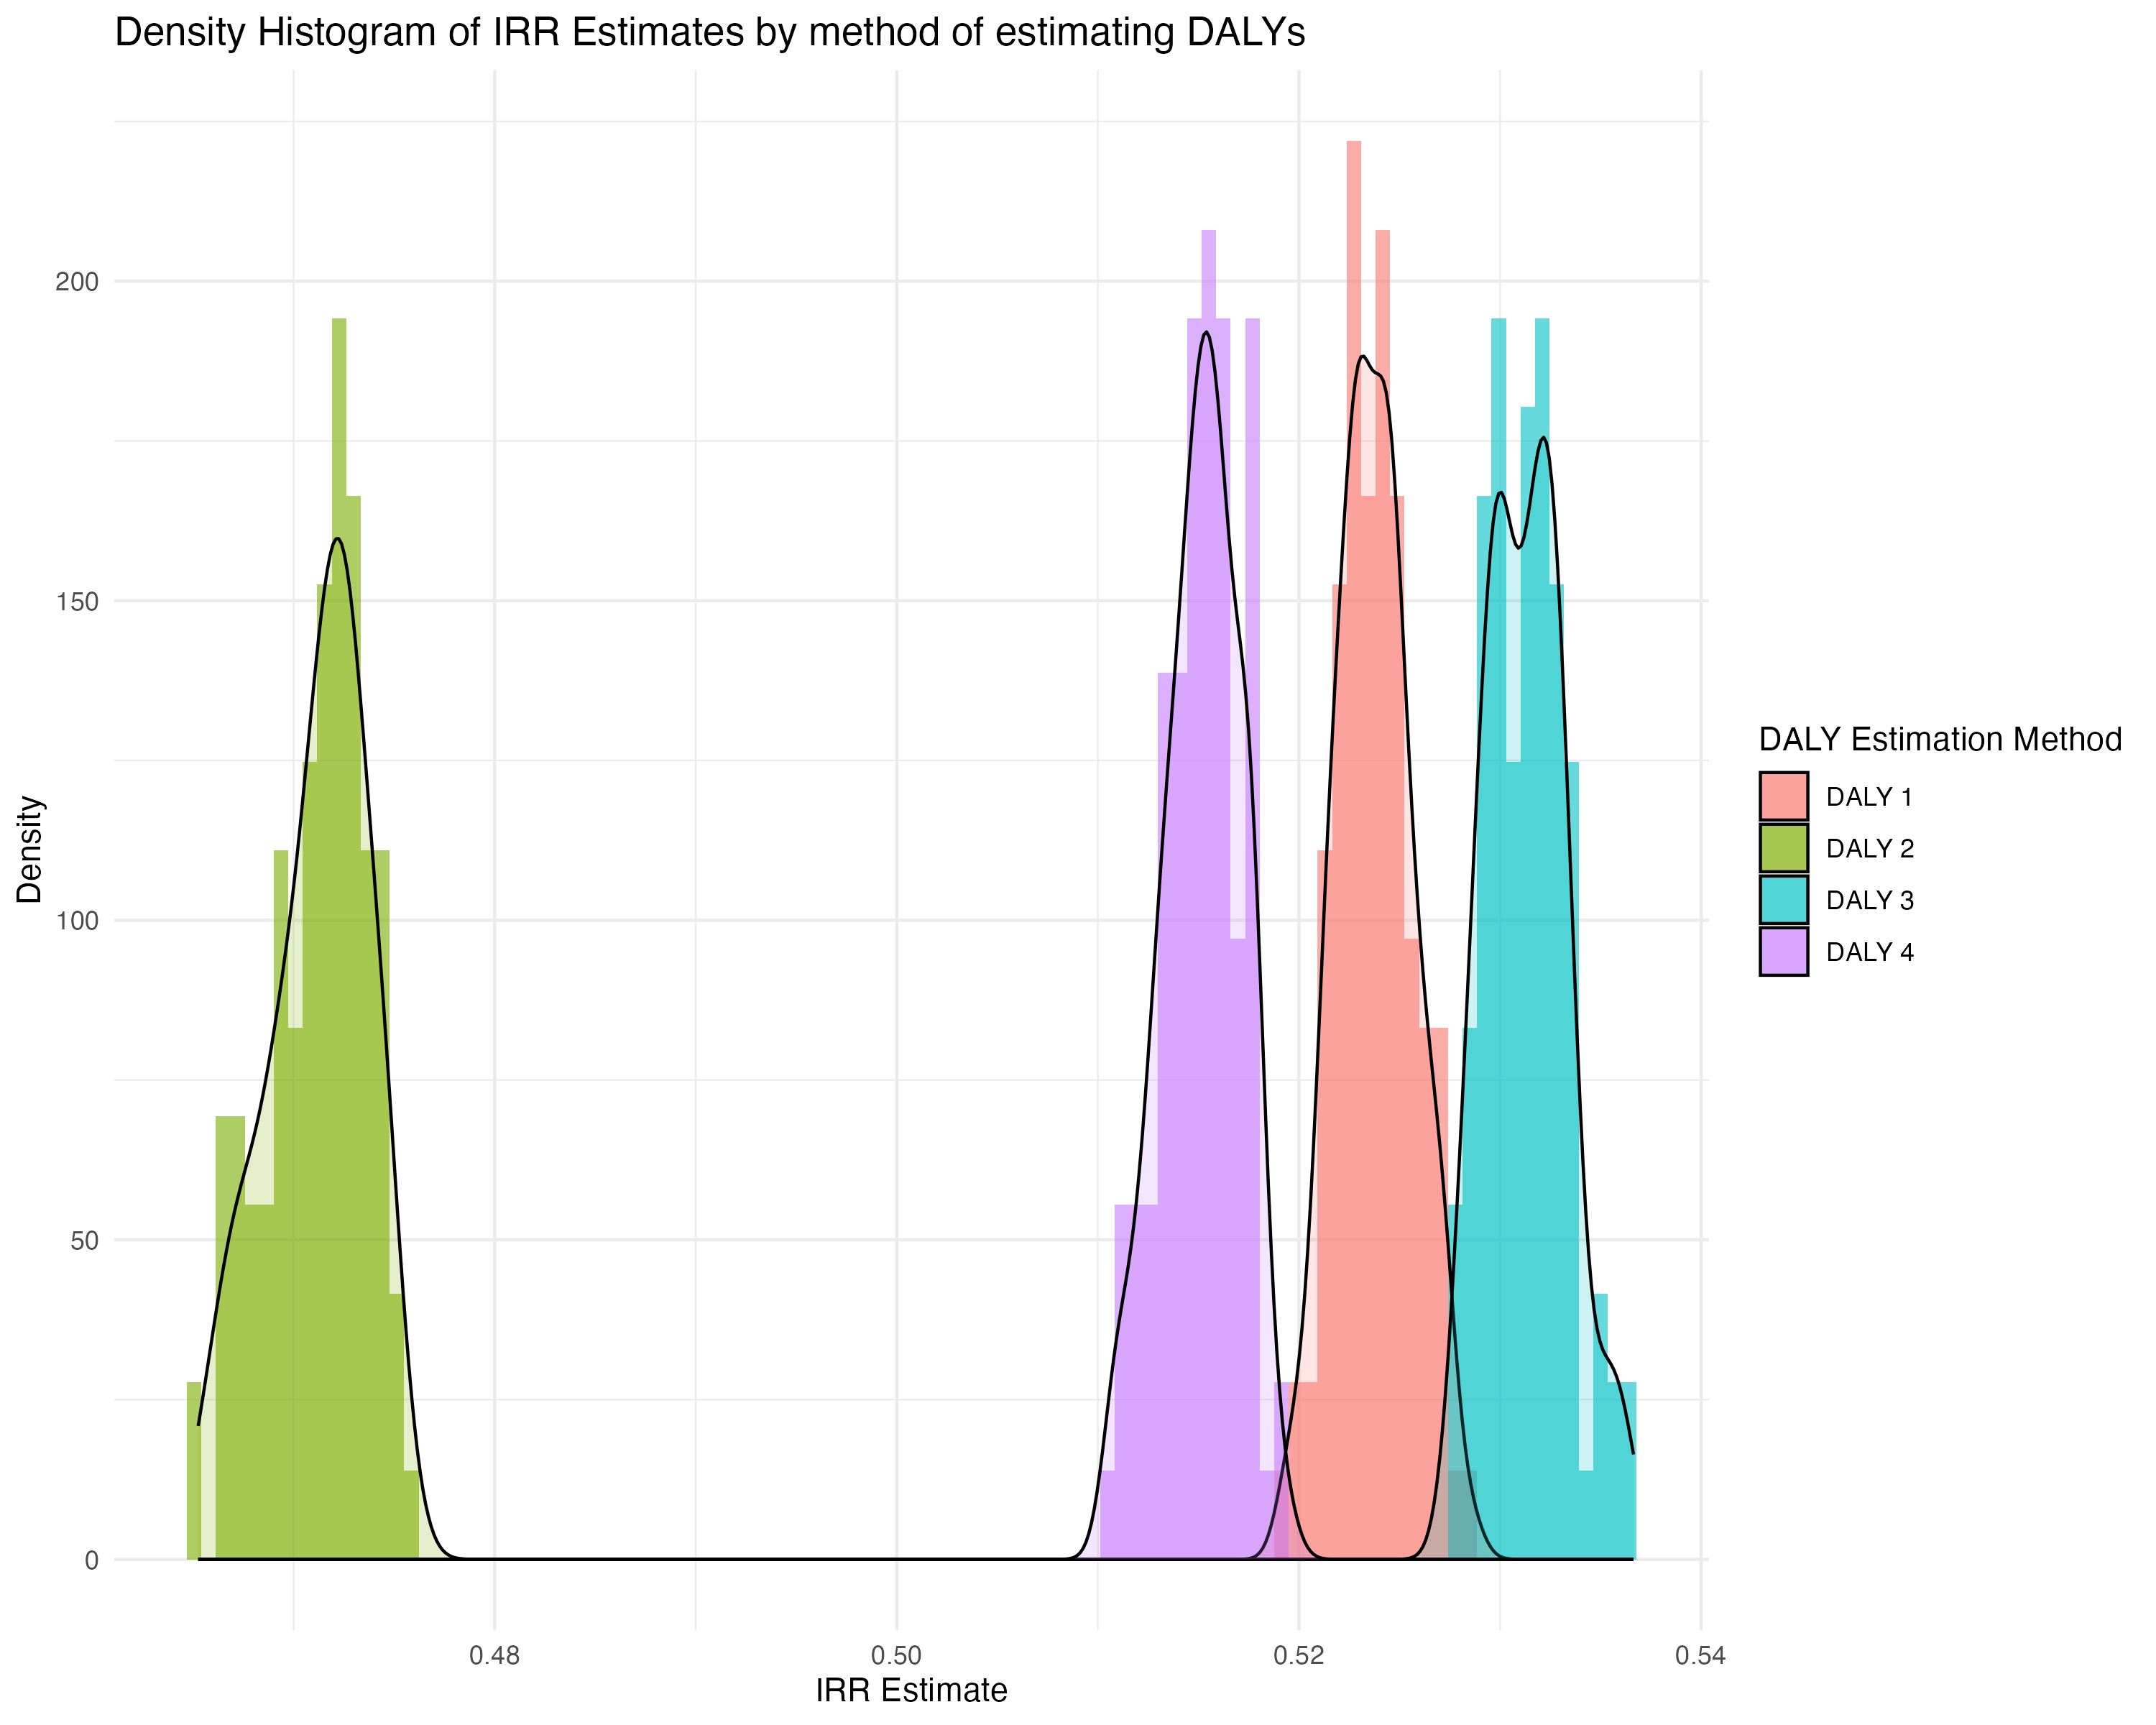 Density Histogram of IRR Estimates by method of estimating DALYs
Density
200
150
100
50
0
0.48
0.50
0.52
0.54
IRR Estimate
DALY Estimation Method
DALY 1
DALY 2
DALY 3
DALY 4